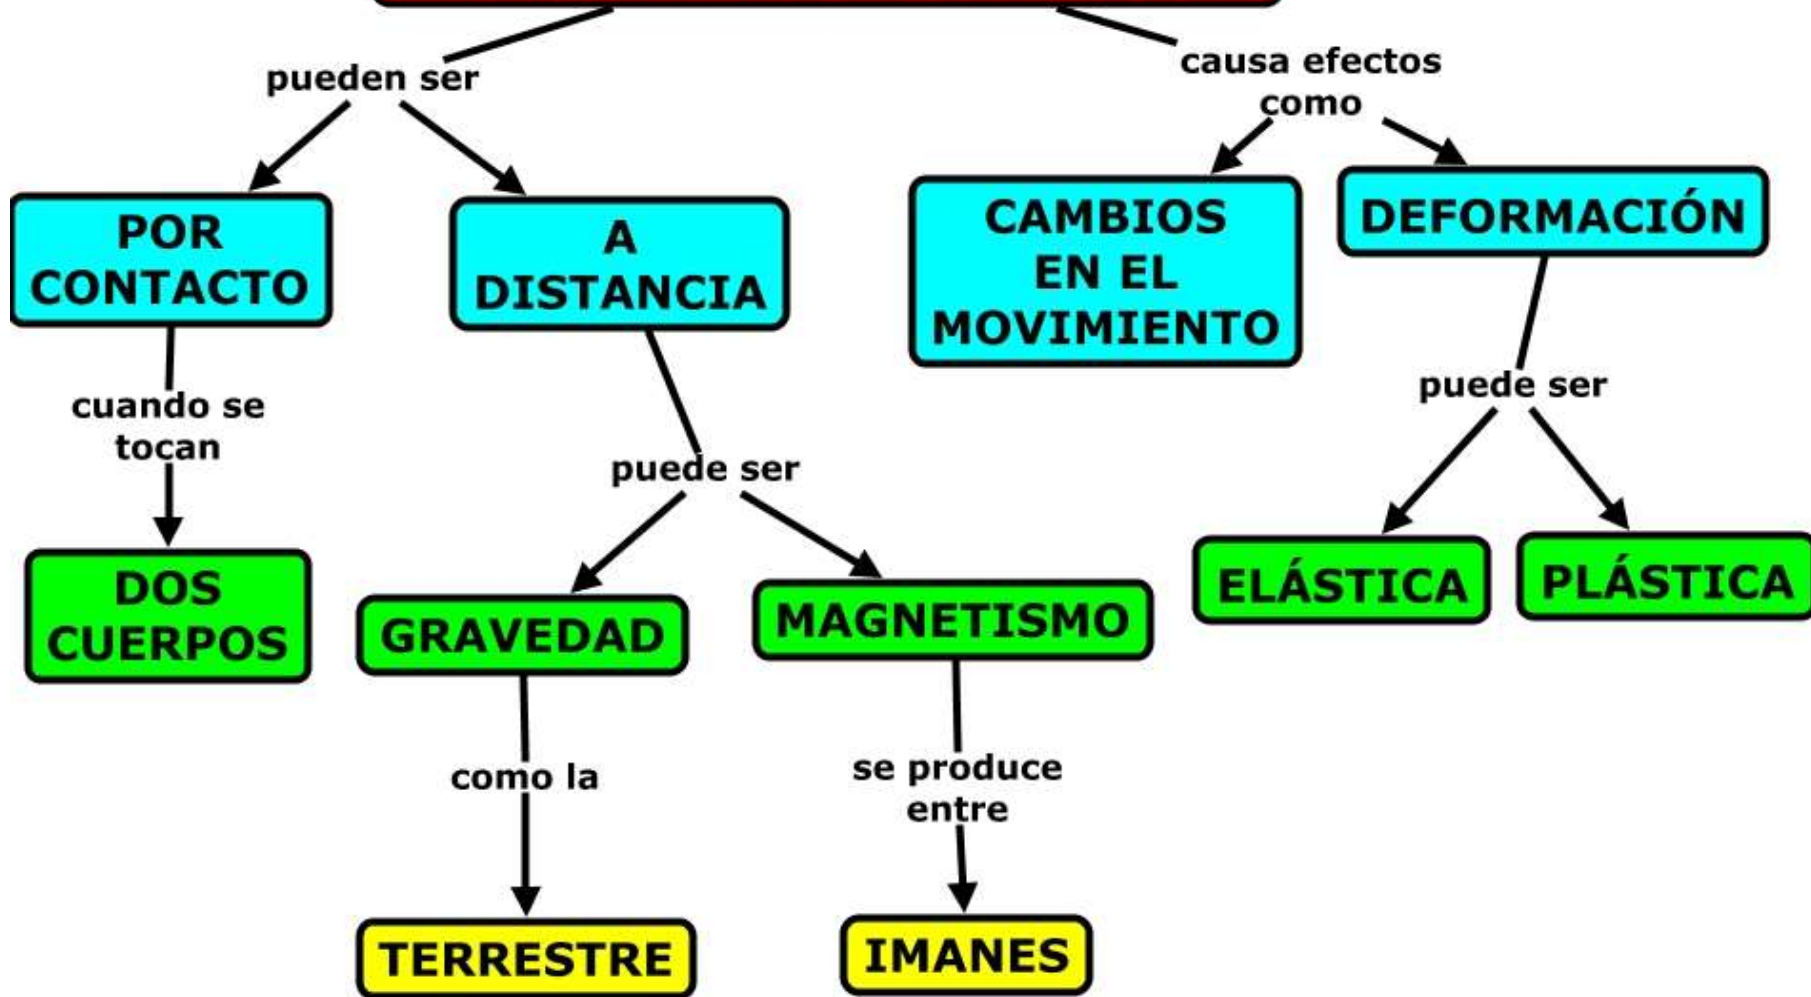 pueden ser
causa efectos
como
POR
CONTACTO
A
DISTANCIA
CAMBIOS
EN EL
MOVIMIENTO
DEFORMACIÓN
cuando se
tocan
puede ser
puede ser
DOS
CUERPOS
GRAVEDAD
MAGNETISMO
ELÁSTICA
PLÁSTICA
como la
se produce
entre
TERRESTRE
IMANES